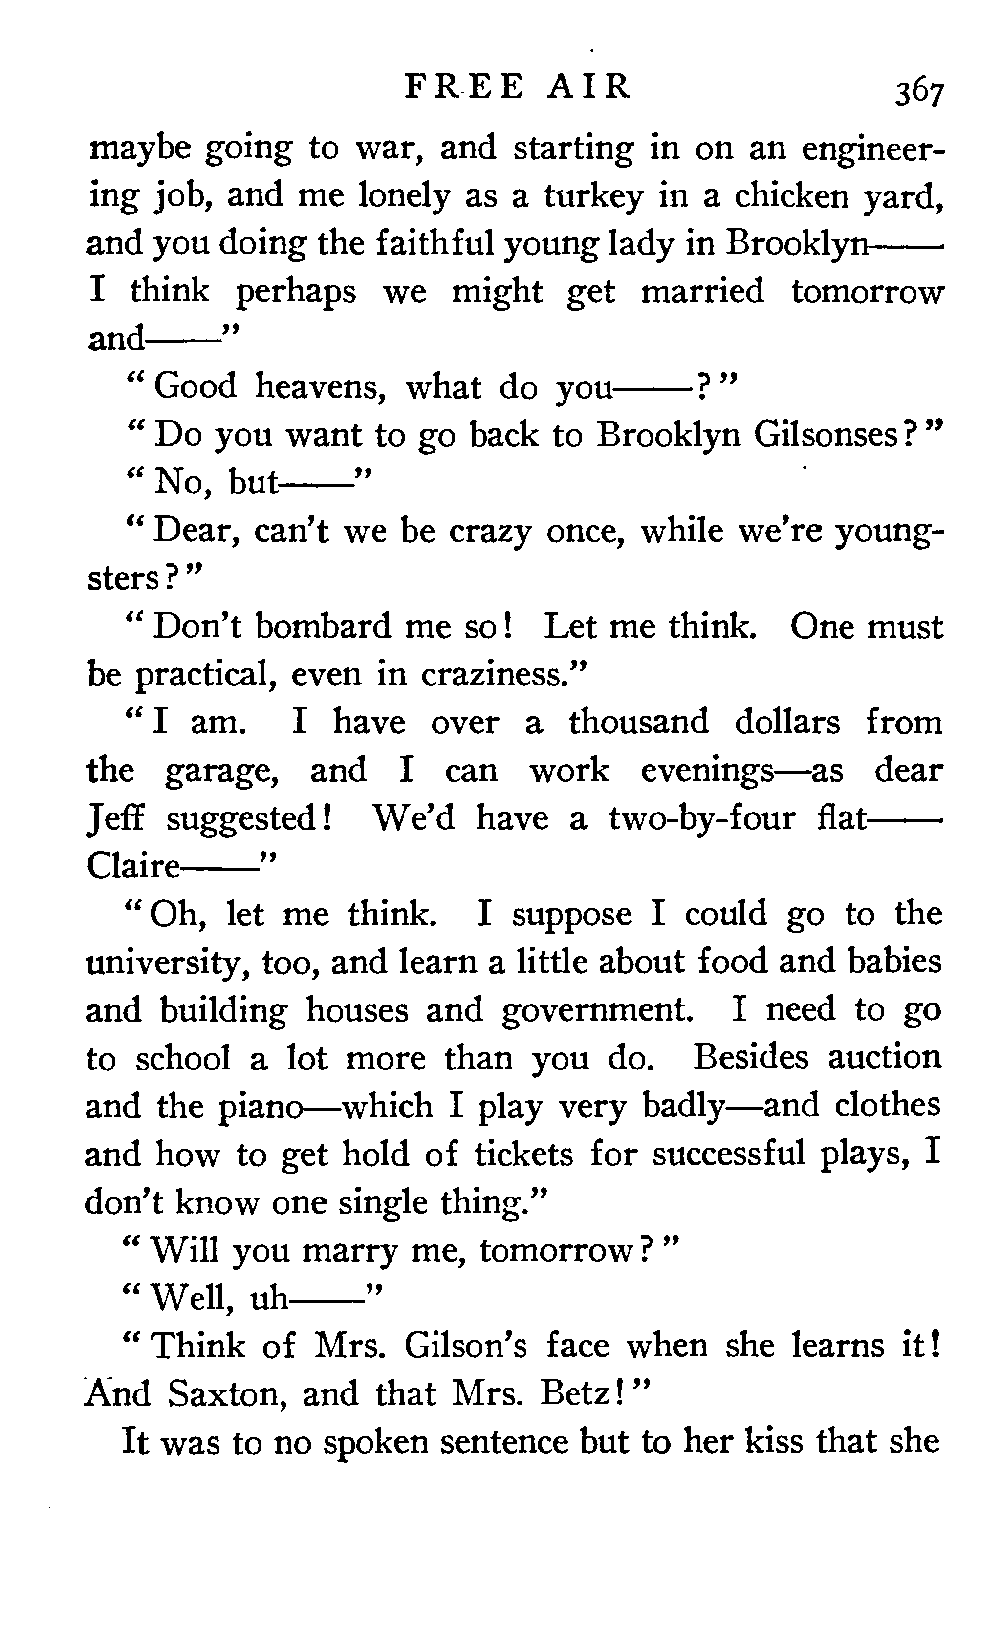 FREE AIR 367
maybe going to war, and starting in on an engineer-
ing job, and me lonely as a turkey in a chicken yard,
and you doing the faithful young lady in Brooklyn——
I think perhaps we might get married tomorrow
and——”
“Good heavens, what do you——?”
“Do you want to go back to Brooklyn Gilsonses?”
“No, but——”
“Dear, can’t we be crazy once, while we’re young-
sters?”
“Don’t bombard me so! Let me think. One must
be practical, even in craziness.”
“I am. I have over a thousand dollars from
the garage, and I can work evenings—as dear
Jeff suggested! We’d have a two-by-four flat——
Claire——”
“Oh, let me think. I suppose I could go to the
university, too, and learn a little about food and babies
and building houses and government. I need to go
to school a lot more than you do. Besides auction
and the piano—which I play very badly—and clothes
and how to get hold of tickets for successful plays, I
don’t know one single thing.”
“Will you marry me, tomorrow?”
“Well, uh——”
“Think of Mrs. Gilson’s face when she learns it!
And Saxton, and that Mrs. Betz!”
It was to no spoken sentence but to her kiss that she